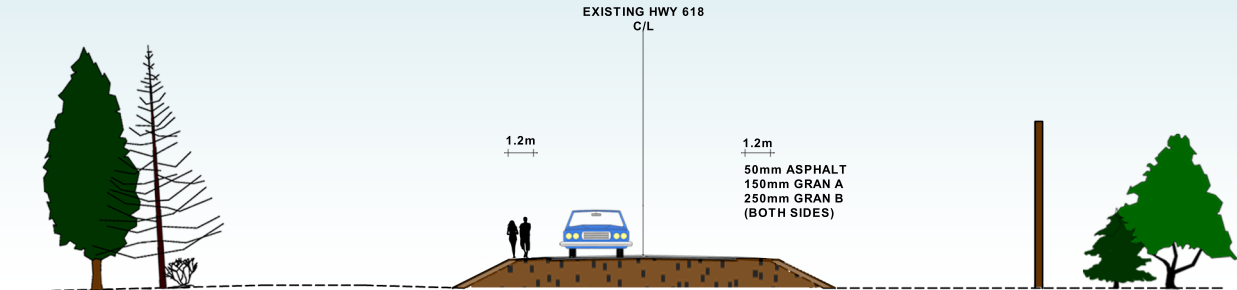 EXISTING HWY 618
C/L
1.2m
1.2m
50mm ASPHALT
150mm GRAN A
250mm GRAN B
(BOTH SIDES)